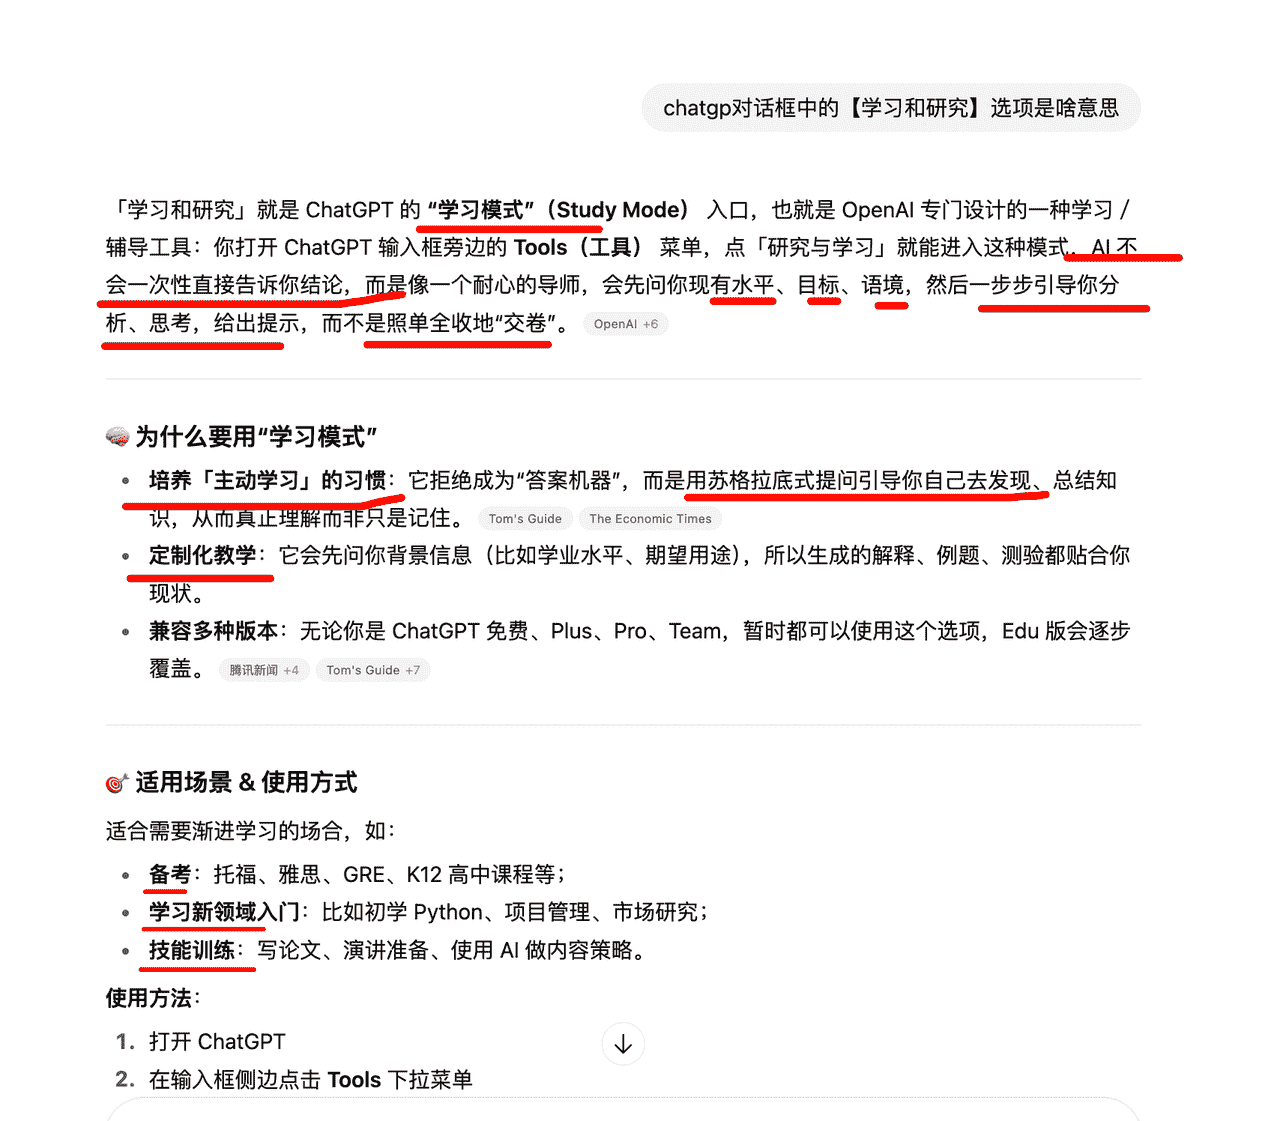 chatgp对话框中的【学习和研究】选项是啥意思
「学习和研究」就是 ChatGPT 的 “学习模式”（Study Mode） 入口，也就是 OpenAI 专门设计的一种学习 /
辅导工具：你打开 ChatGPT 输入框旁边的 Tools（工具） 菜单，点「研究与学习」就能进入这种模式，AI 不
会一次性直接告诉你结论，而是像一个耐心的导师，会先问你现有水平、目标、语境，然后一步步引导你分
析、思考，给出提示，而不是照单全收地“交卷”。 OpenAI +6
🧠 为什么要用“学习模式”
• 培养「主动学习」的习惯：它拒绝成为“答案机器”，而是用苏格拉底式提问引导你自己去发现、总结知
识，从而真正理解而非只是记住。 Tom's Guide The Economic Times
• 定制化教学：它会先问你背景信息（比如学业水平、期望用途），所以生成的解释、例题、测验都贴合你
现状。
• 兼容多种版本：无论你是 ChatGPT 免费、Plus、Pro、Team，暂时都可以使用这个选项，Edu 版会逐步
覆盖。 腾讯新闻 +4 Tom's Guide +7
🎯 适用场景 & 使用方式
适合需要渐进学习的场合，如：
• 备考：托福、雅思、GRE、K12 高中课程等；
• 学习新领域入门：比如初学 Python、项目管理、市场研究；
• 技能训练：写论文、演讲准备、使用 AI 做内容策略。
使用方法：
1. 打开 ChatGPT
2. 在输入框侧边点击 Tools 下拉菜单